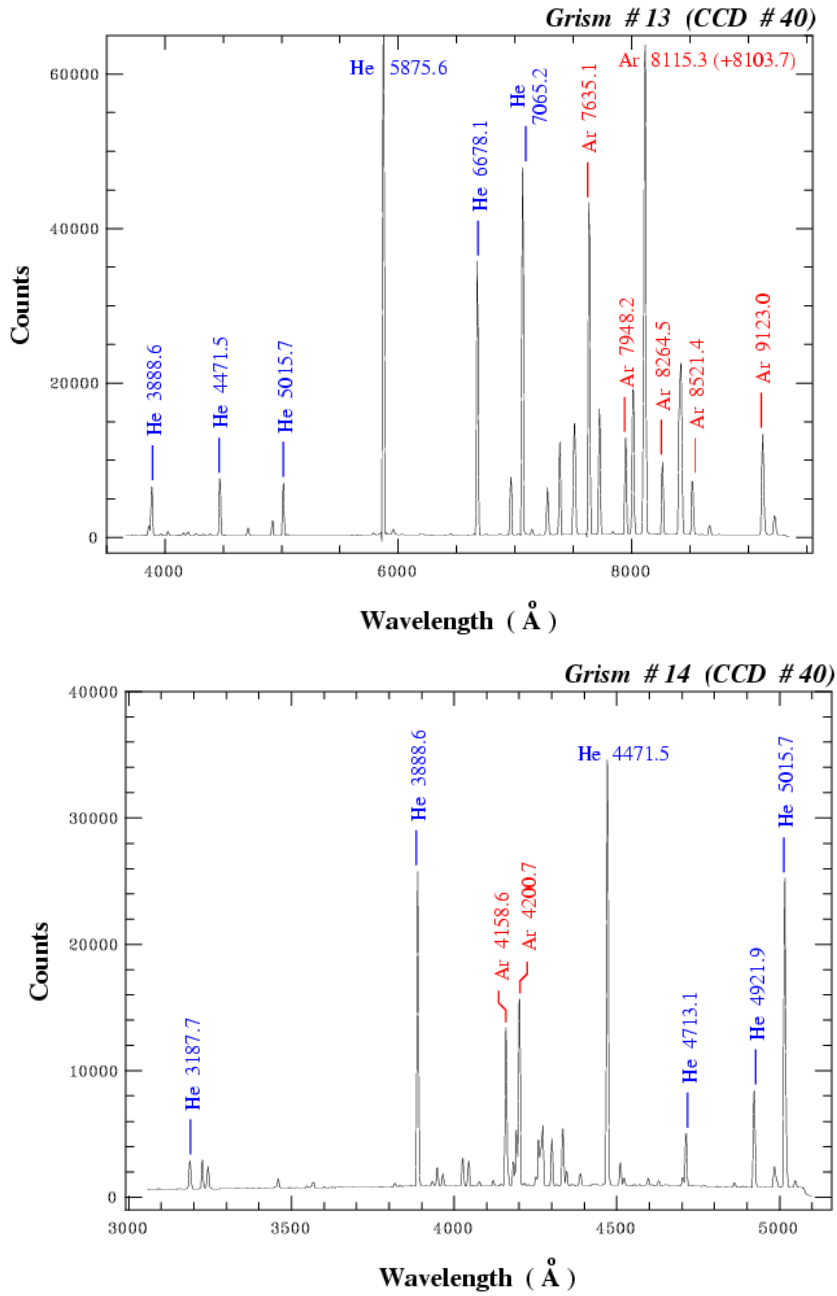 Grism # 13 (CCD # 40)
60000
40000
20000
0
Counts
He 3888.6
He 4471.5
He 5015.7
He 5875.6
He 6678.1
He
7065.2
Ar 7635.1
Ar 7948.2
Ar 8115.3 (+8103.7)
Ar 8264.5
Ar 8521.4
Ar 9123.0
4000
6000
8000
Wavelength ( Å )
Grism # 14 (CCD # 40)
40000
30000
20000
10000
0
Counts
He 3187.7
He 3888.6
Ar 4158.6
Ar 4200.7
He 4471.5
He 4713.1
He 4921.9
He 5015.7
3000
3500
4000
4500
5000
Wavelength ( Å )